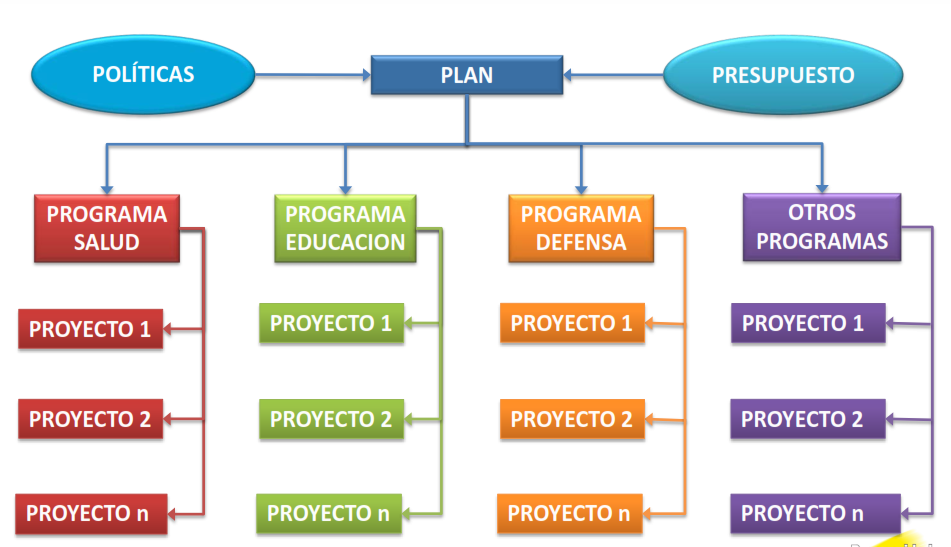 POLÍTICAS
PLAN
PRESUPUESTO
PROGRAMA
SALUD
PROGRAMA
EDUCACION
PROGRAMA
DEFENSA
OTROS
PROGRAMAS
PROYECTO 1
PROYECTO 1
PROYECTO 1
PROYECTO 1
PROYECTO 2
PROYECTO 2
PROYECTO 2
PROYECTO 2
PROYECTO n
PROYECTO n
PROYECTO n
PROYECTO n